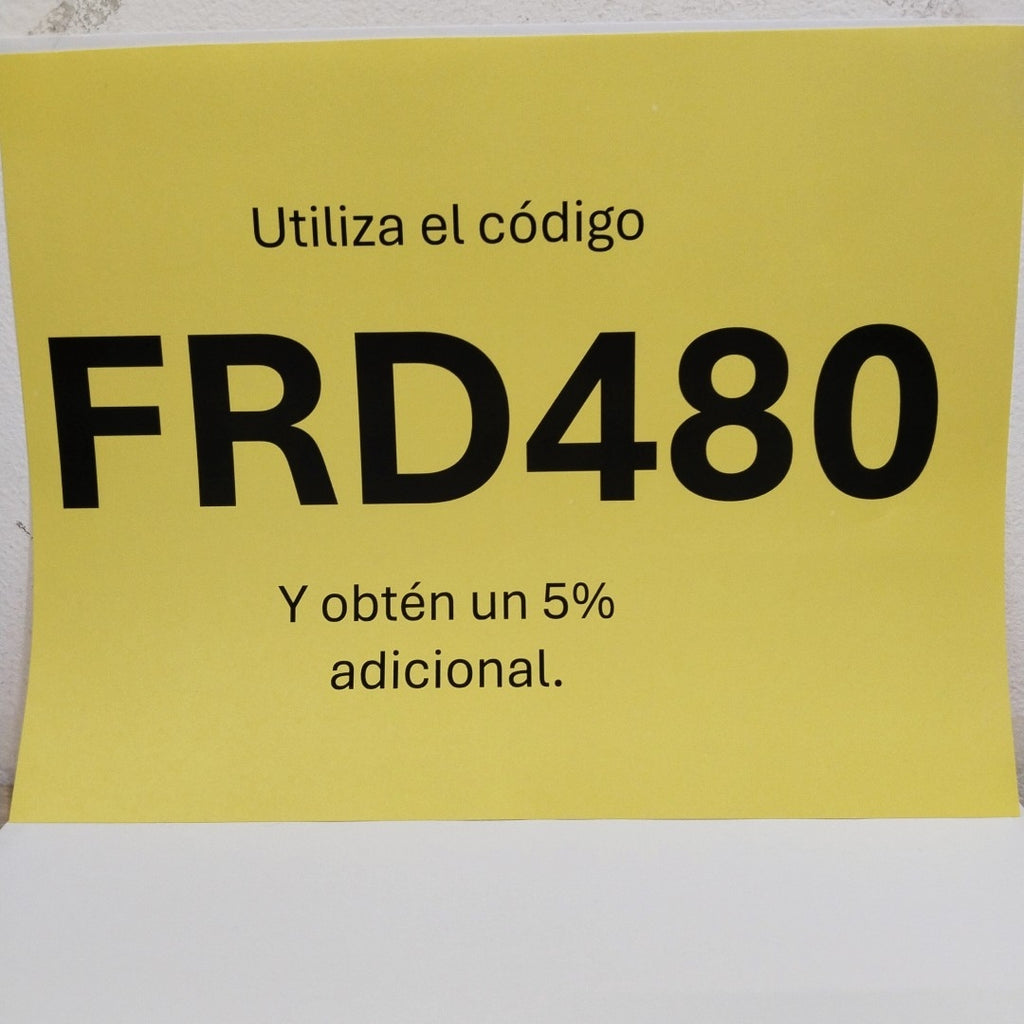 Utiliza el código
FRD480
Y obtén un 5%
adicional.